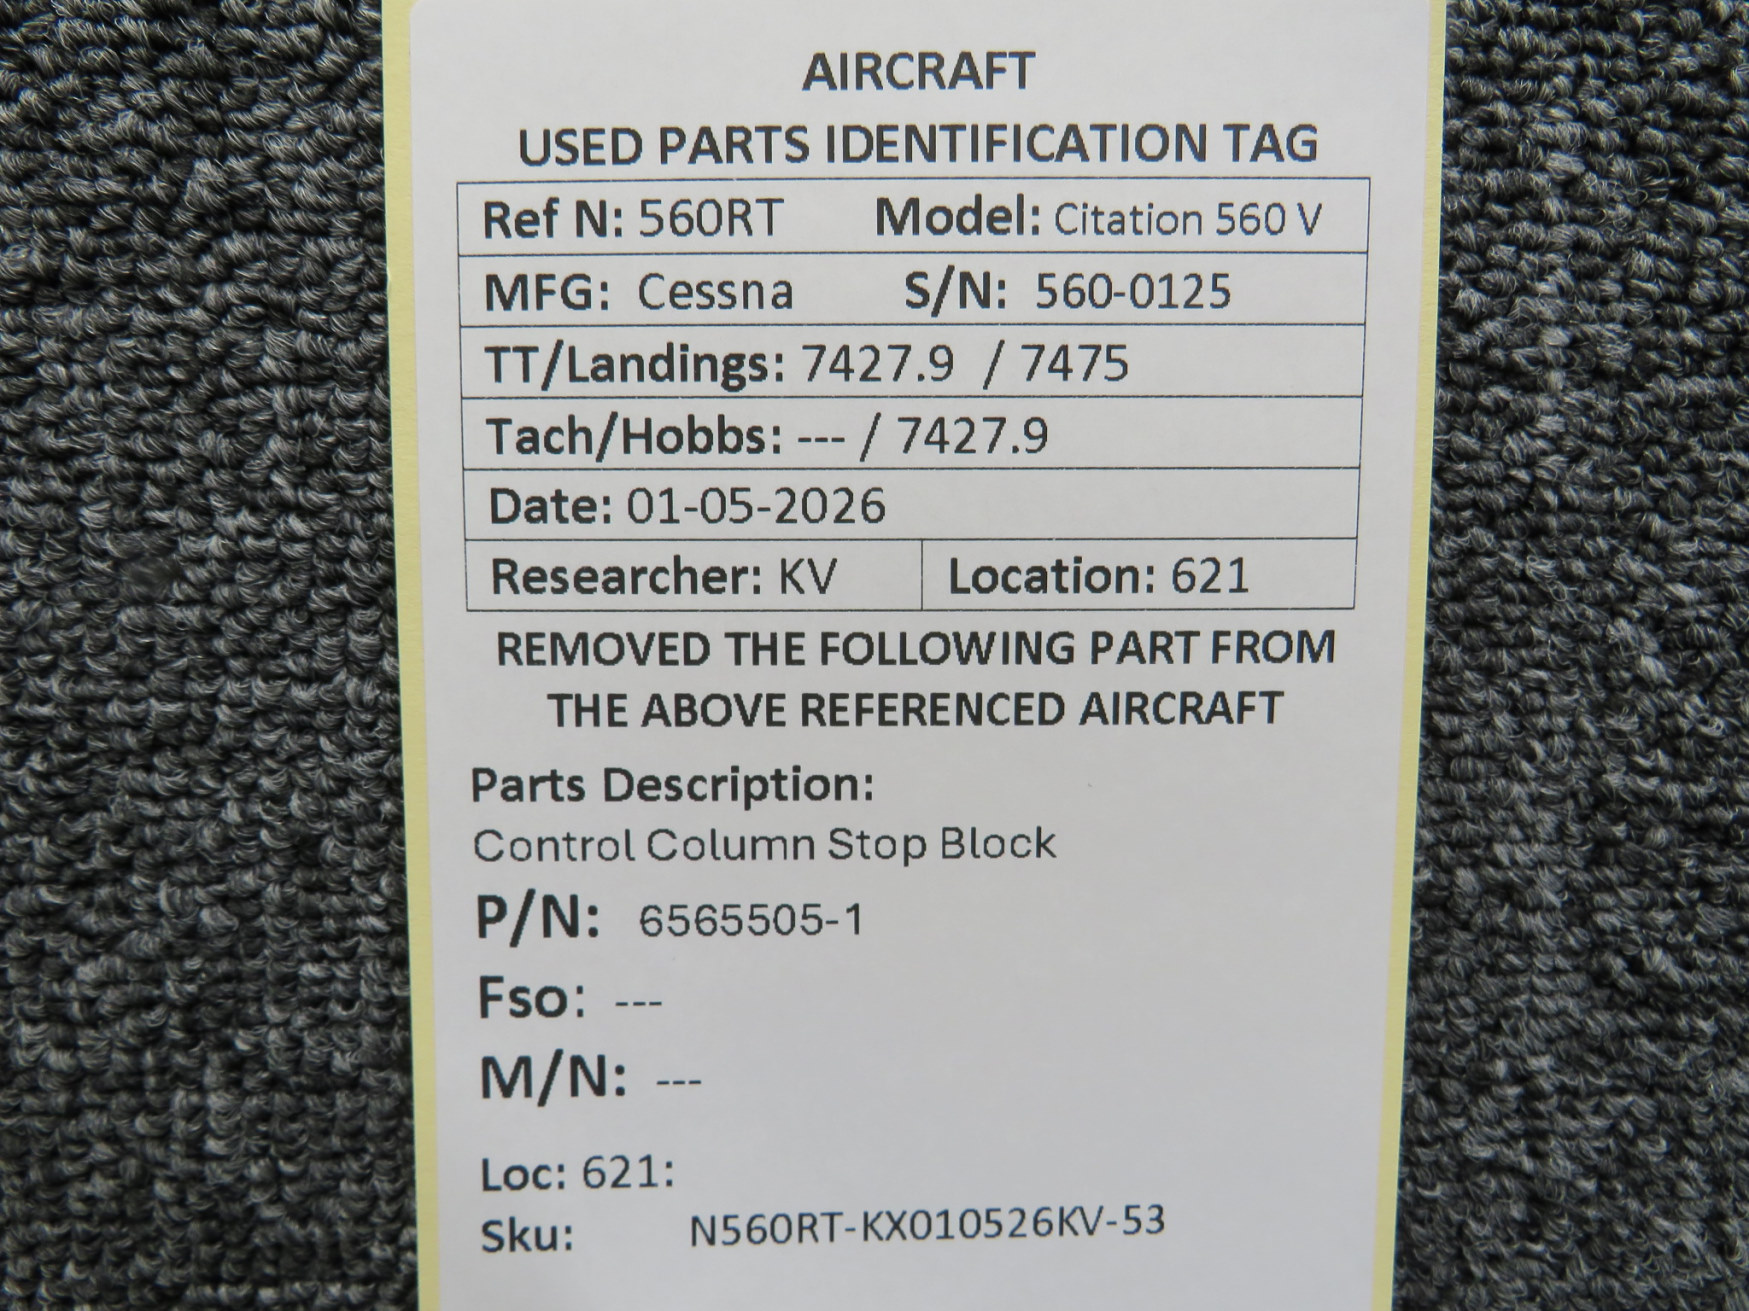 AIRCRAFT
USED PARTS IDENTIFICATION TAG
Ref N: 560RT Model: Citation 560 V
MFG: Cessna S/N: 560-0125
TT/Landings: 7427.9 / 7475
Tach/Hobbs: --- / 7427.9
Date: 01-05-2026
Researcher: KV Location: 621
REMOVED THE FOLLOWING PART FROM
THE ABOVE REFERENCED AIRCRAFT
Parts Description:
Control Column Stop Block
P/N: 6565505-1
Fso: ---
M/N: ---
Loc: 621:
Sku: N560RT-KX010526KV-53